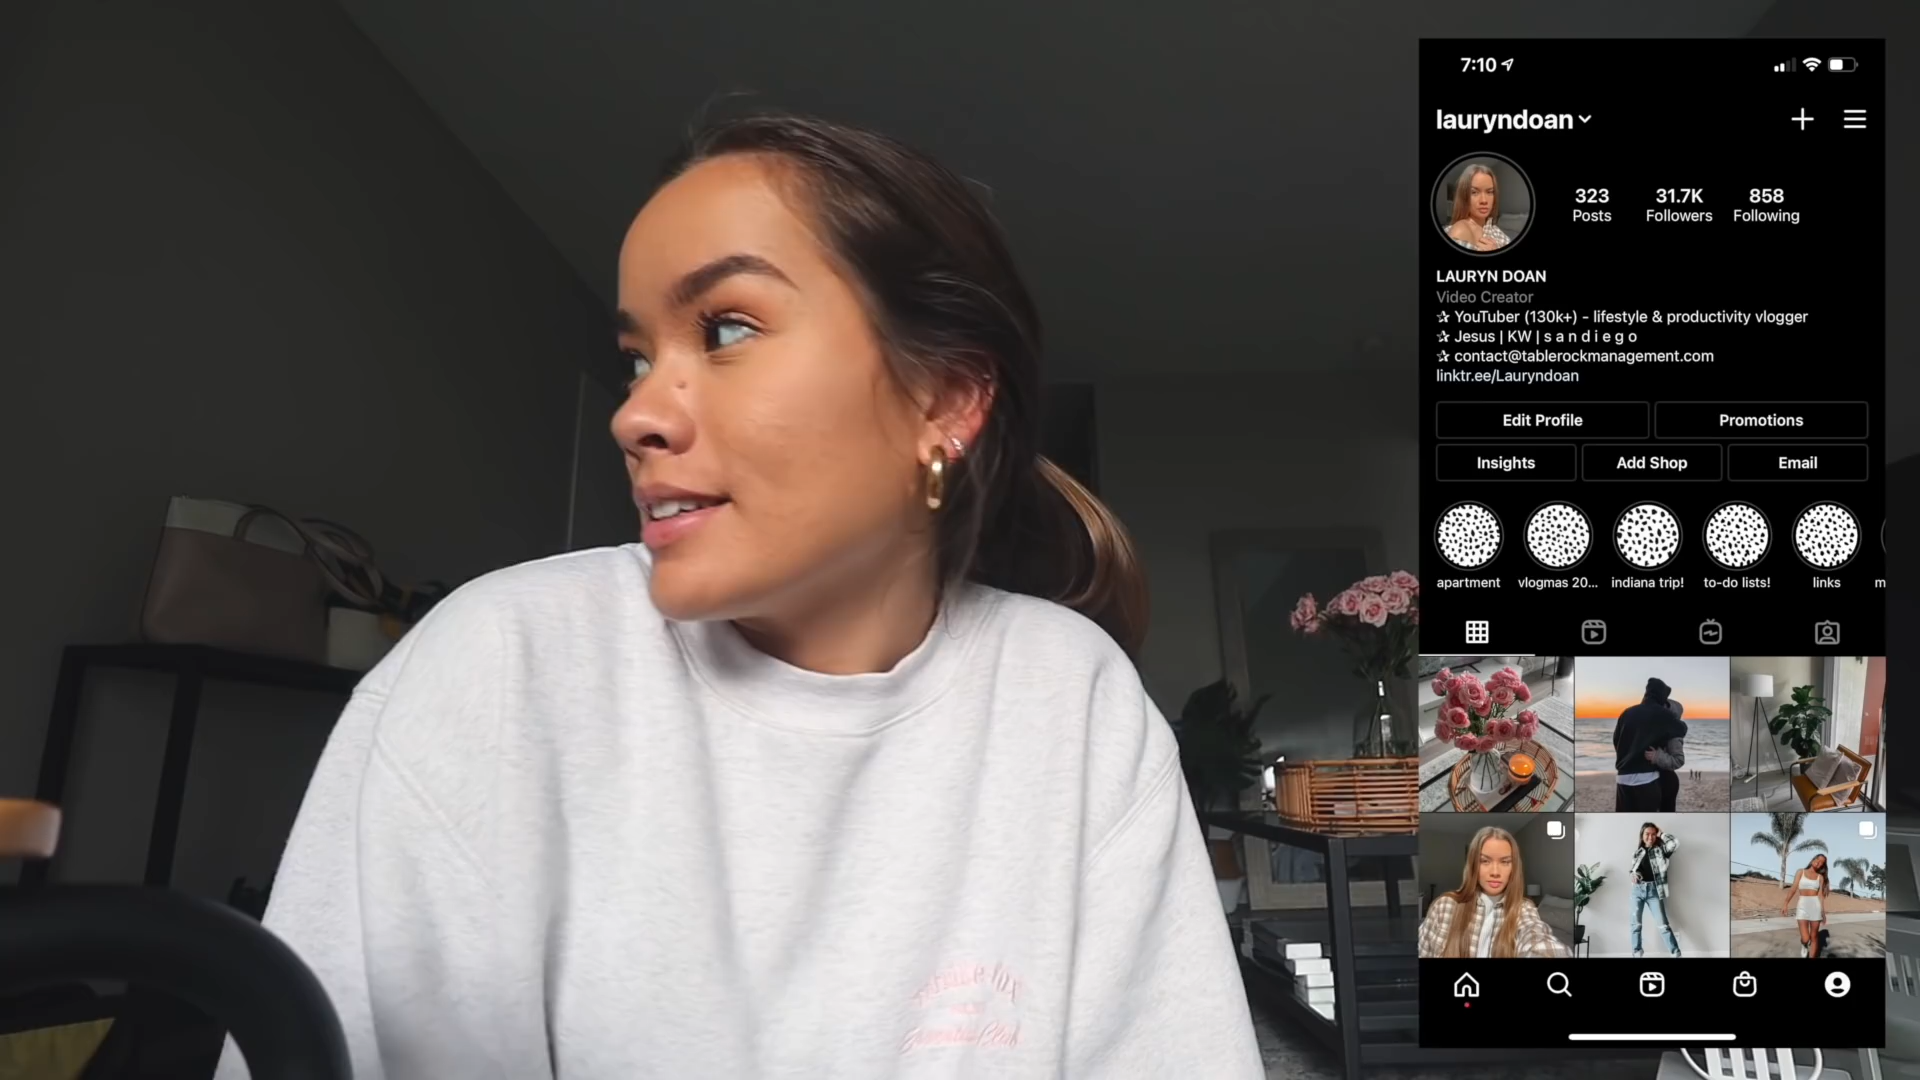 7:10
lauryndoan
323 31.7K 858
Posts Followers Following
LAURYN DOAN
Video Creator
✰ YouTuber (130k+) - lifestyle & productivity vlogger
✰ Jesus | KW | s a n d i e g o
✰ contact@tablerockmanagement.com
linktr.ee/Lauryndoan
Edit Profile Promotions
Insights Add Shop Email
apartment vlogmas 20... indiana trip! to-do lists! links m